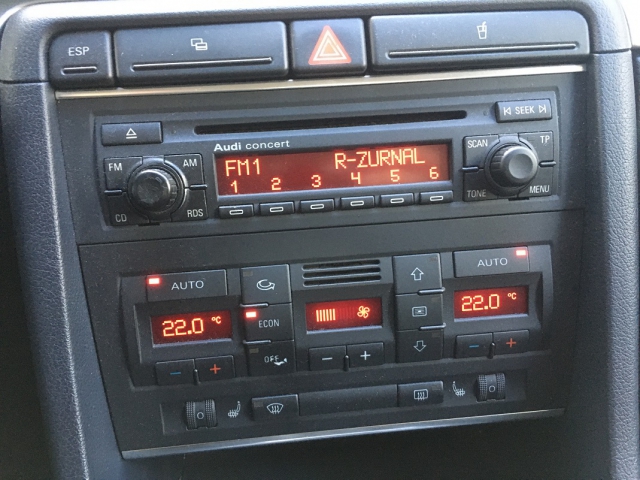 ESP
SEEK
Audi concert
FM AM
CD RDS
FM1 R-ZURNAL
1 2 3 4 5 6
SCAN TP
TONE MENU
AUTO AUTO
22.0 °C
ECON
22.0 °C
OFF
- +
- +
- +